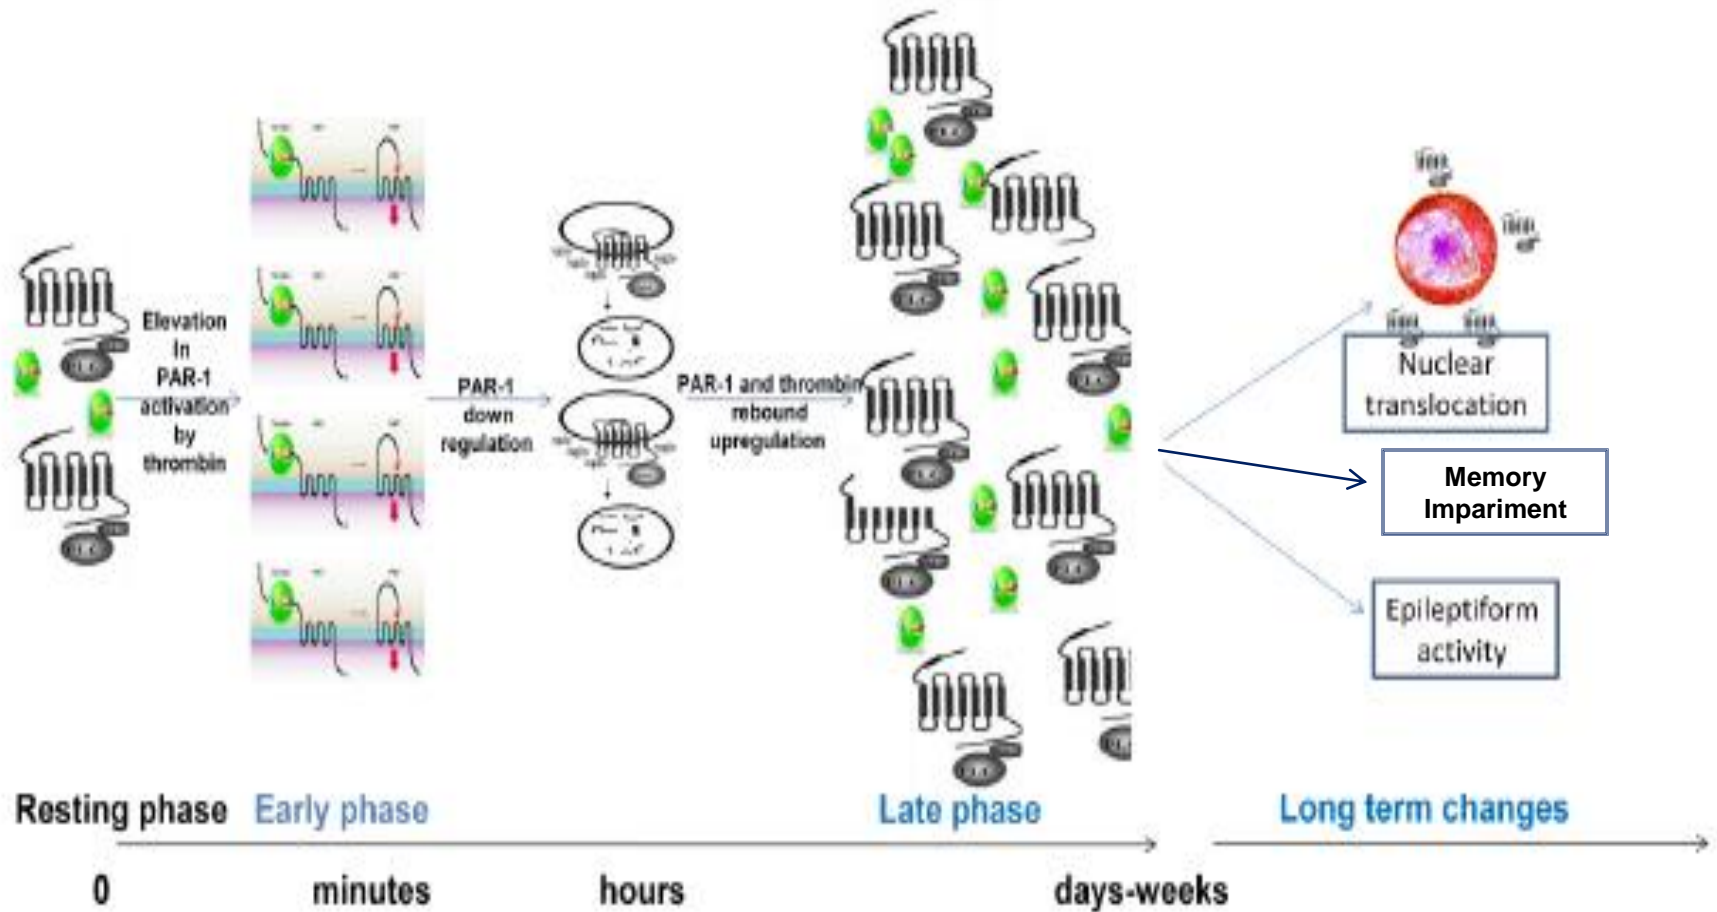 Elevation
In
PAR-1
activation
by
thrombin
PAR-1
down
regulation
PAR-1 and thrombin
rebound
upregulation
Nuclear
translocation
Memory
Impariment
Epileptiform
activity
Resting phase
Early phase
Late phase
Long term changes
0
minutes
hours
days-weeks